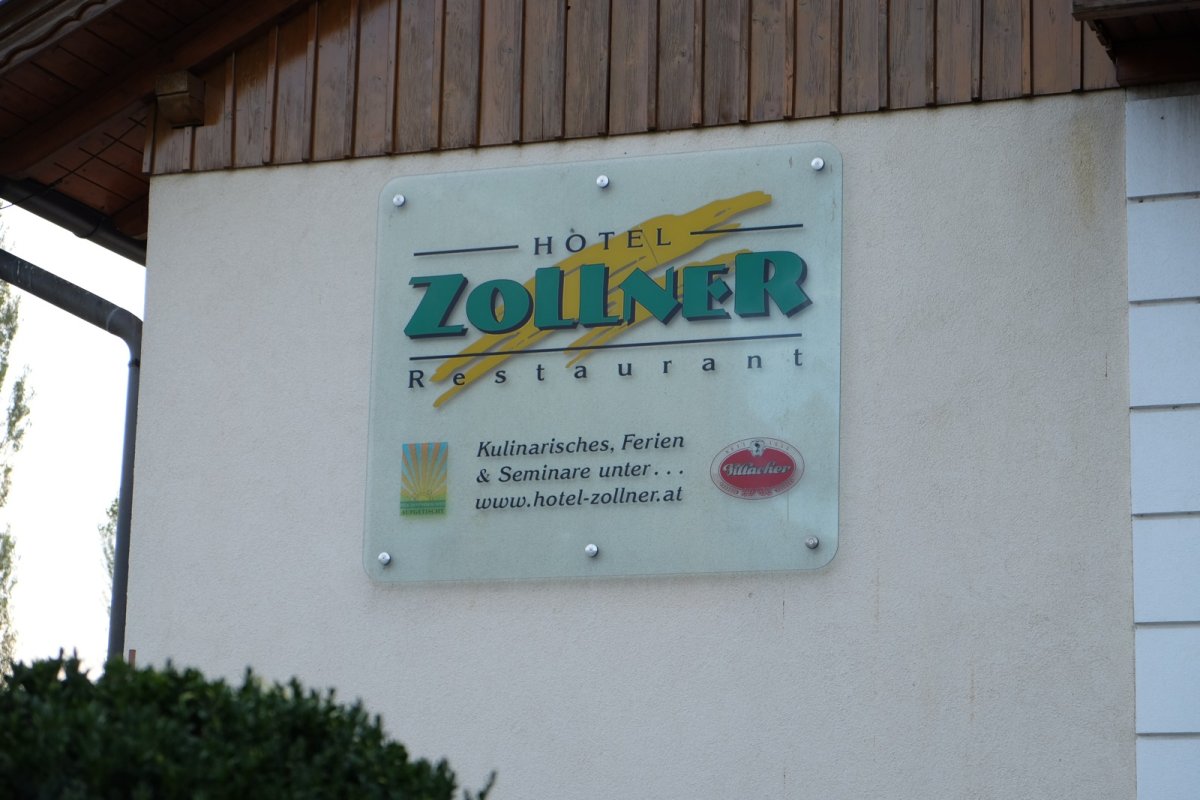 HOTEL
ZOLLNER
Restaurant
Kulinarisches, Ferien
& Seminare unter...
www.hotel-zollner.at
Villacher